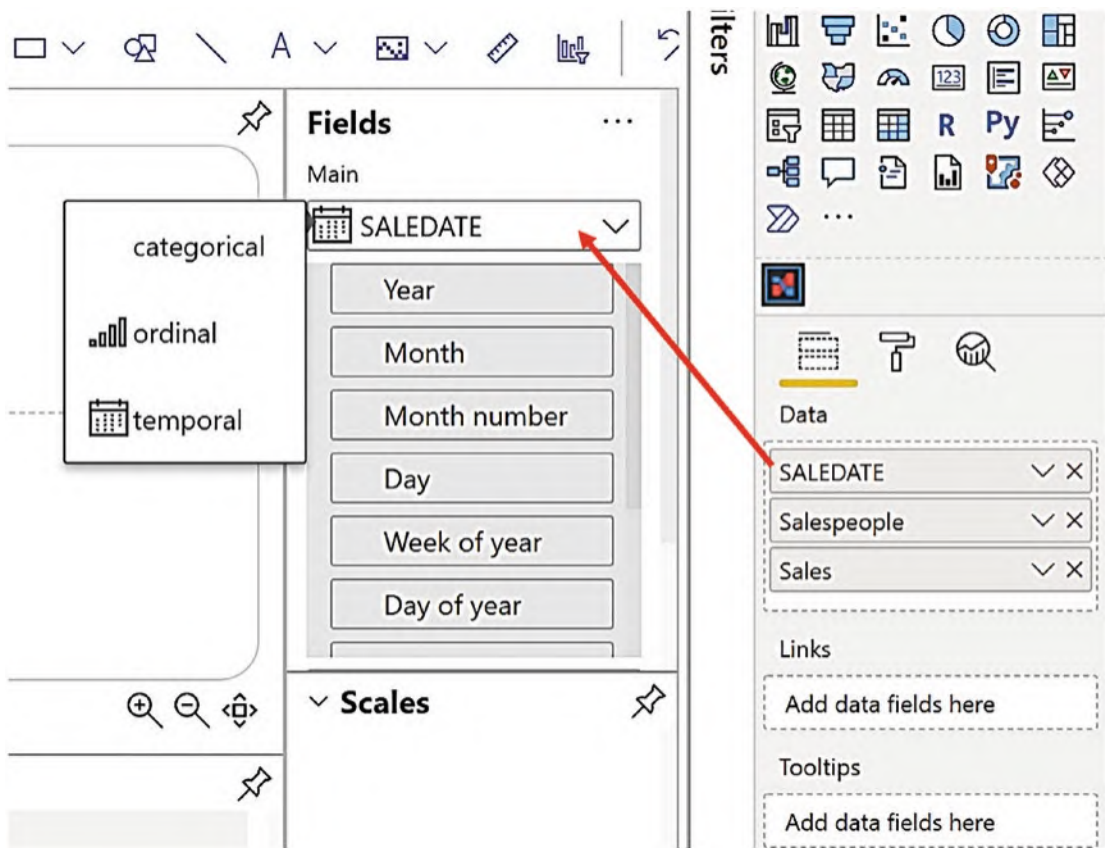 A
Fields
...
Main
SALEDATE
categorical
ordinal
temporal
Year
Month
Month number
Day
Week of year
Day of year
Scales
123
R
Py
...
Data
SALEDATE
Salespeople
Sales
Links
Add data fields here
Tooltips
Add data fields here